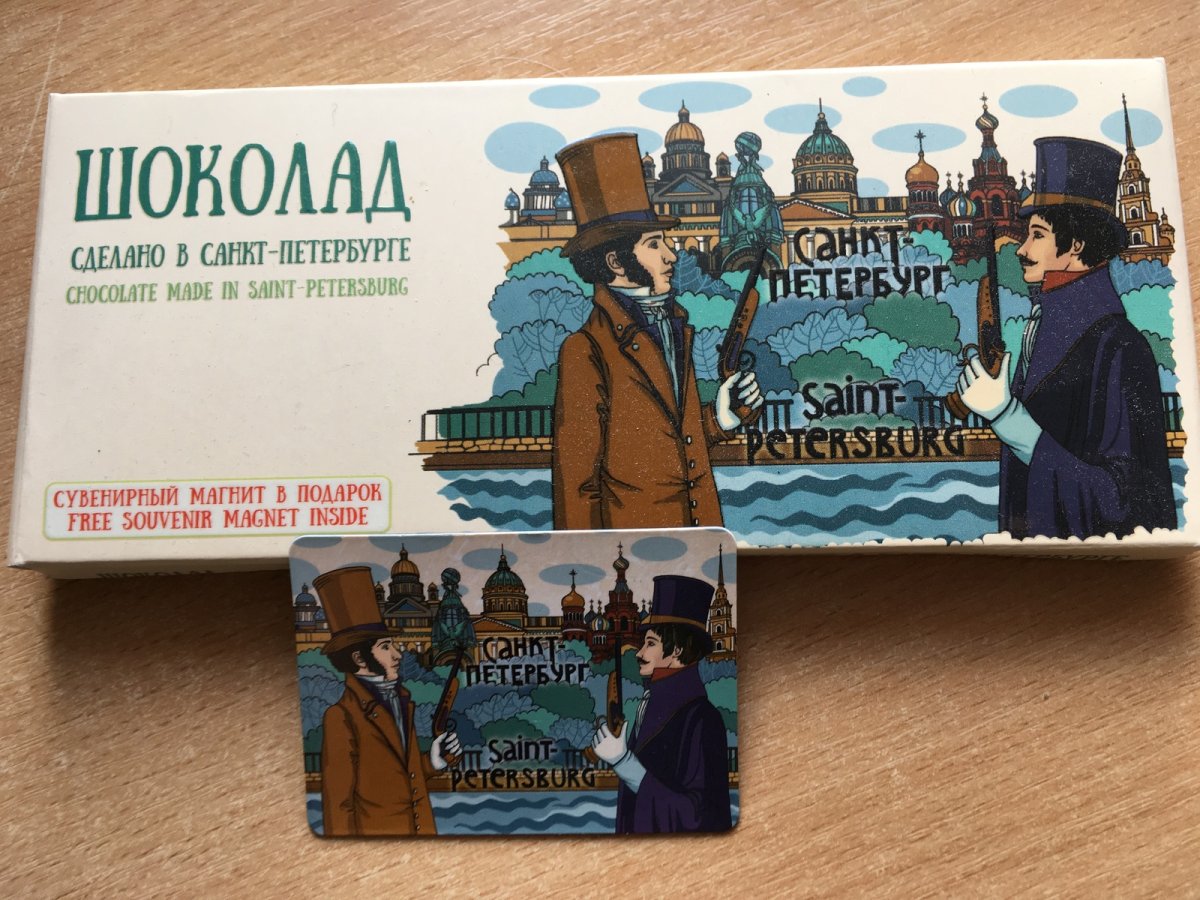 ШОКОЛАД
СДЕЛАНО В САНКТ-ПЕТЕРБУРГЕ
CHOCOLATE MADE IN SAINT-PETERSBURG
САНКТ-
ПЕТЕРБУРГ
SAINT-
PETERSBURG
СУВЕНИРНЫЙ МАГНИТ В ПОДАРОК
FREE SOUVENIR MAGNET INSIDE
ШОКОЛАД
САНКТ-
ПЕТЕРБУРГ
SAINT-
PETERSBURG